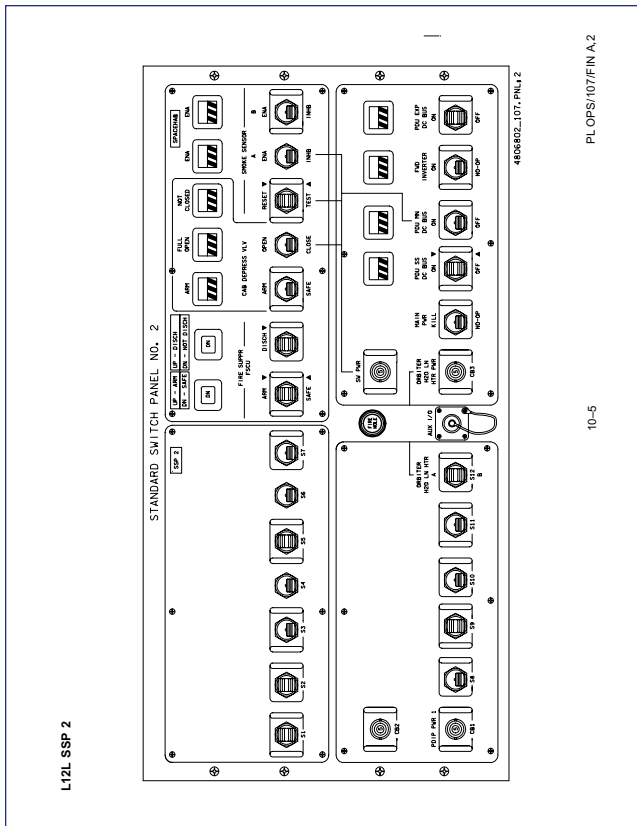 L12L SSP 2
STANDARD SWITCH PANEL NO. 2
SSP 2
S1
S2
S3
S4
S5
S6
S7
UP - ARM
DN - SAFE
UP - DISCH
DN - NOT DISCH
DN
DN
FIRE SUPPR
FSCU
ARM ▼
SAFE ▲
DISCH ▼
SPACEHAB
ARM
FULL
OPEN
NOT
CLOSED
ENA
ENA
CAB DEPRESS VLV
ARM
SAFE
OPEN
CLOSE
SMOKE SENSOR
RESET ▼
TEST ▲
A
ENA
INHB
B
ENA
INHB
CB2
PDIP PWR 1
CB1
S8
S9
S10
S11
ORBITER
H2O LN HTR
A
S12
B
FIRE
HOLE
AUX I/O
SV PWR
ORBITER
H2O LN
HTR PWR
CB3
MAIN
PWR
KILL
NO-OP
PDU SS
DC BUS
ON ▼
OFF ▲
PDU MN
DC BUS
ON
OFF
FWD
INVERTER
ON
NO-OP
PDU EXP
DC BUS
ON
OFF
4806802_107. PNL: 2
10–5
PL OPS/107/FIN A,2